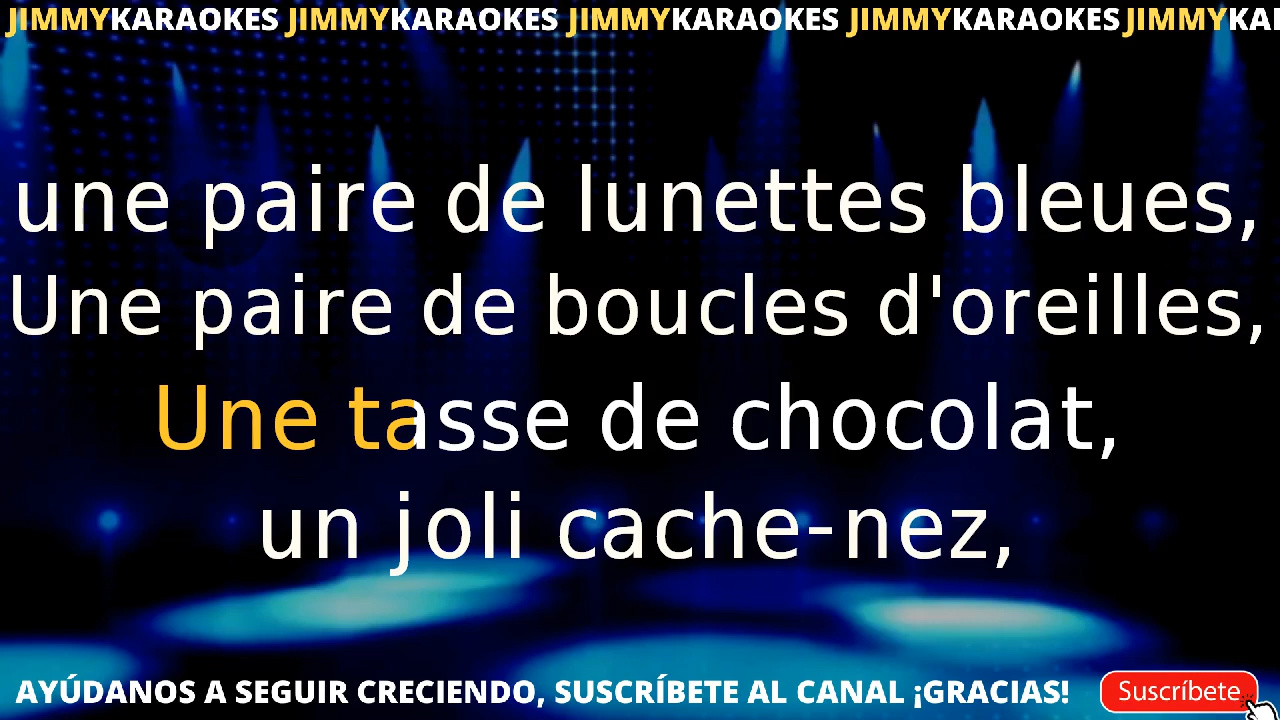 JIMMYKARAOKES JIMMYKARAOKES JIMMYKARAOKES JIMMYKARAOKES JIMMYKA
une paire de lunettes bleues,
Une paire de boucles d'oreilles,
Une tasse de chocolat,
un joli cache-nez,
AYÚDANOS A SEGUIR CRECIENDO, SUSCRÍBETE AL CANAL ¡GRACIAS!
Suscríbete